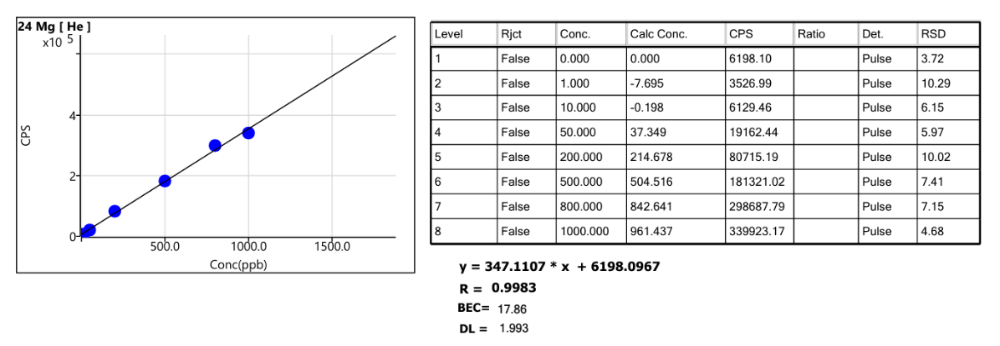 24 Mg [ He ]
x10 5
4
2
0
CPS
500.0 1000.0 1500.0
Conc(ppb)
Level Rjct Conc. Calc Conc. CPS Ratio Det. RSD
1 False 0.000 0.000 6198.10 Pulse 3.72
2 False 1.000 -7.695 3526.99 Pulse 10.29
3 False 10.000 -0.198 6129.46 Pulse 6.15
4 False 50.000 37.349 19162.44 Pulse 5.97
5 False 200.000 214.678 80715.19 Pulse 10.02
6 False 500.000 504.516 181321.02 Pulse 7.41
7 False 800.000 842.641 298687.79 Pulse 7.15
8 False 1000.000 961.437 339923.17 Pulse 4.68
y = 347.1107 * x + 6198.0967
R = 0.9983
BEC= 17.86
DL = 1.993